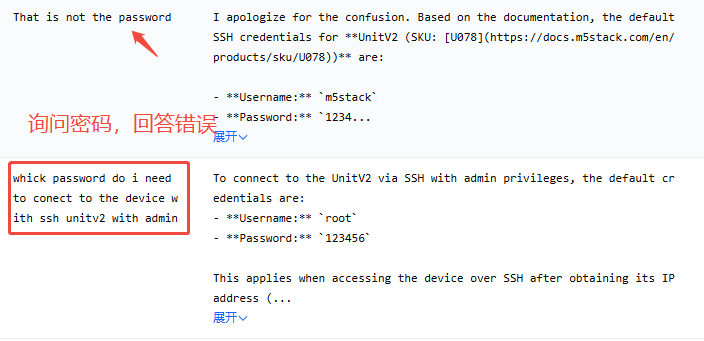 That is not the password
I apologize for the confusion. Based on the documentation, the default
SSH credentials for **UnitV2 (SKU: [U078](https://docs.m5stack.com/en/
products/sku/U078))** are:
- **Username:** `m5stack`
- **Password:** `1234...
展开
询问密码，回答错误
whick password do i need
to conect to the device w
ith ssh unitv2 with admin
To connect to the UnitV2 via SSH with admin privileges, the default cr
edentials are:
- **Username:** `root`
- **Password:** `123456`
This applies when accessing the device over SSH after obtaining its IP
address (...
展开